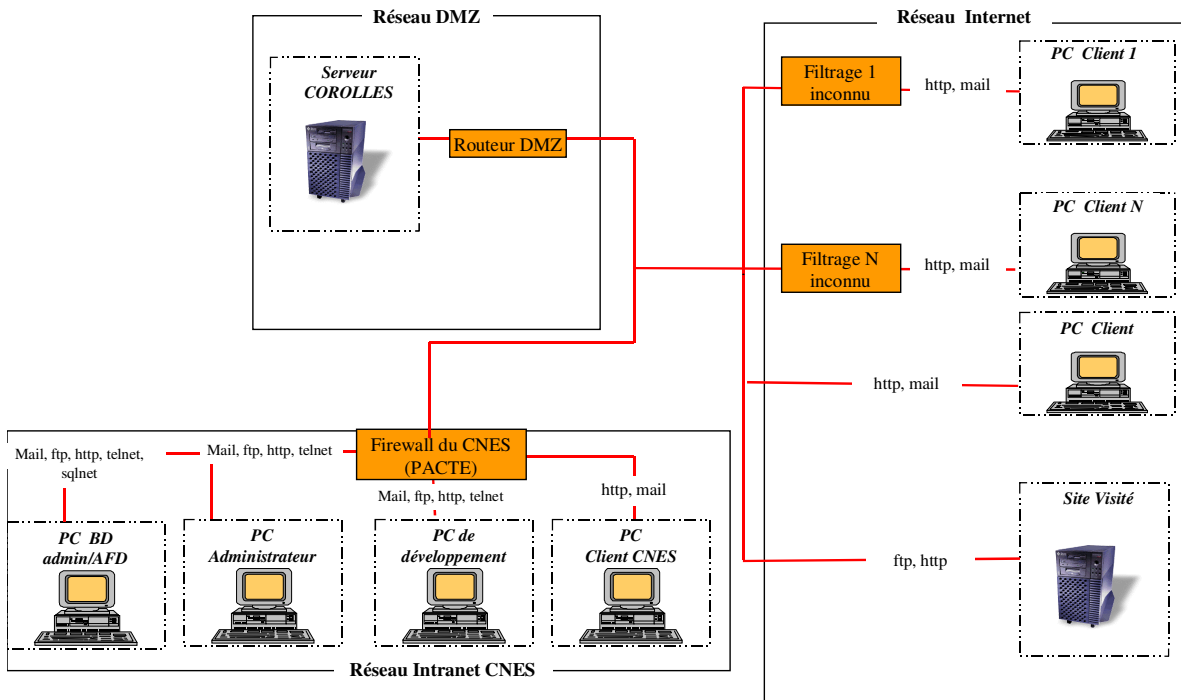 Réseau DMZ
Serveur
COROLLES
Routeur DMZ
Réseau Internet
Filtrage 1
inconnu
http, mail
PC Client 1
Filtrage N
inconnu
http, mail
PC Client N
PC Client
http, mail
Site Visité
ftp, http
Firewall du CNES
(PACTE)
Mail, ftp, http, telnet,
sqlnet
Mail, ftp, http, telnet
Mail, ftp, http, telnet
http, mail
PC BD
admin/AFD
PC
Administrateur
PC de
développement
PC
Client CNES
Réseau Intranet CNES